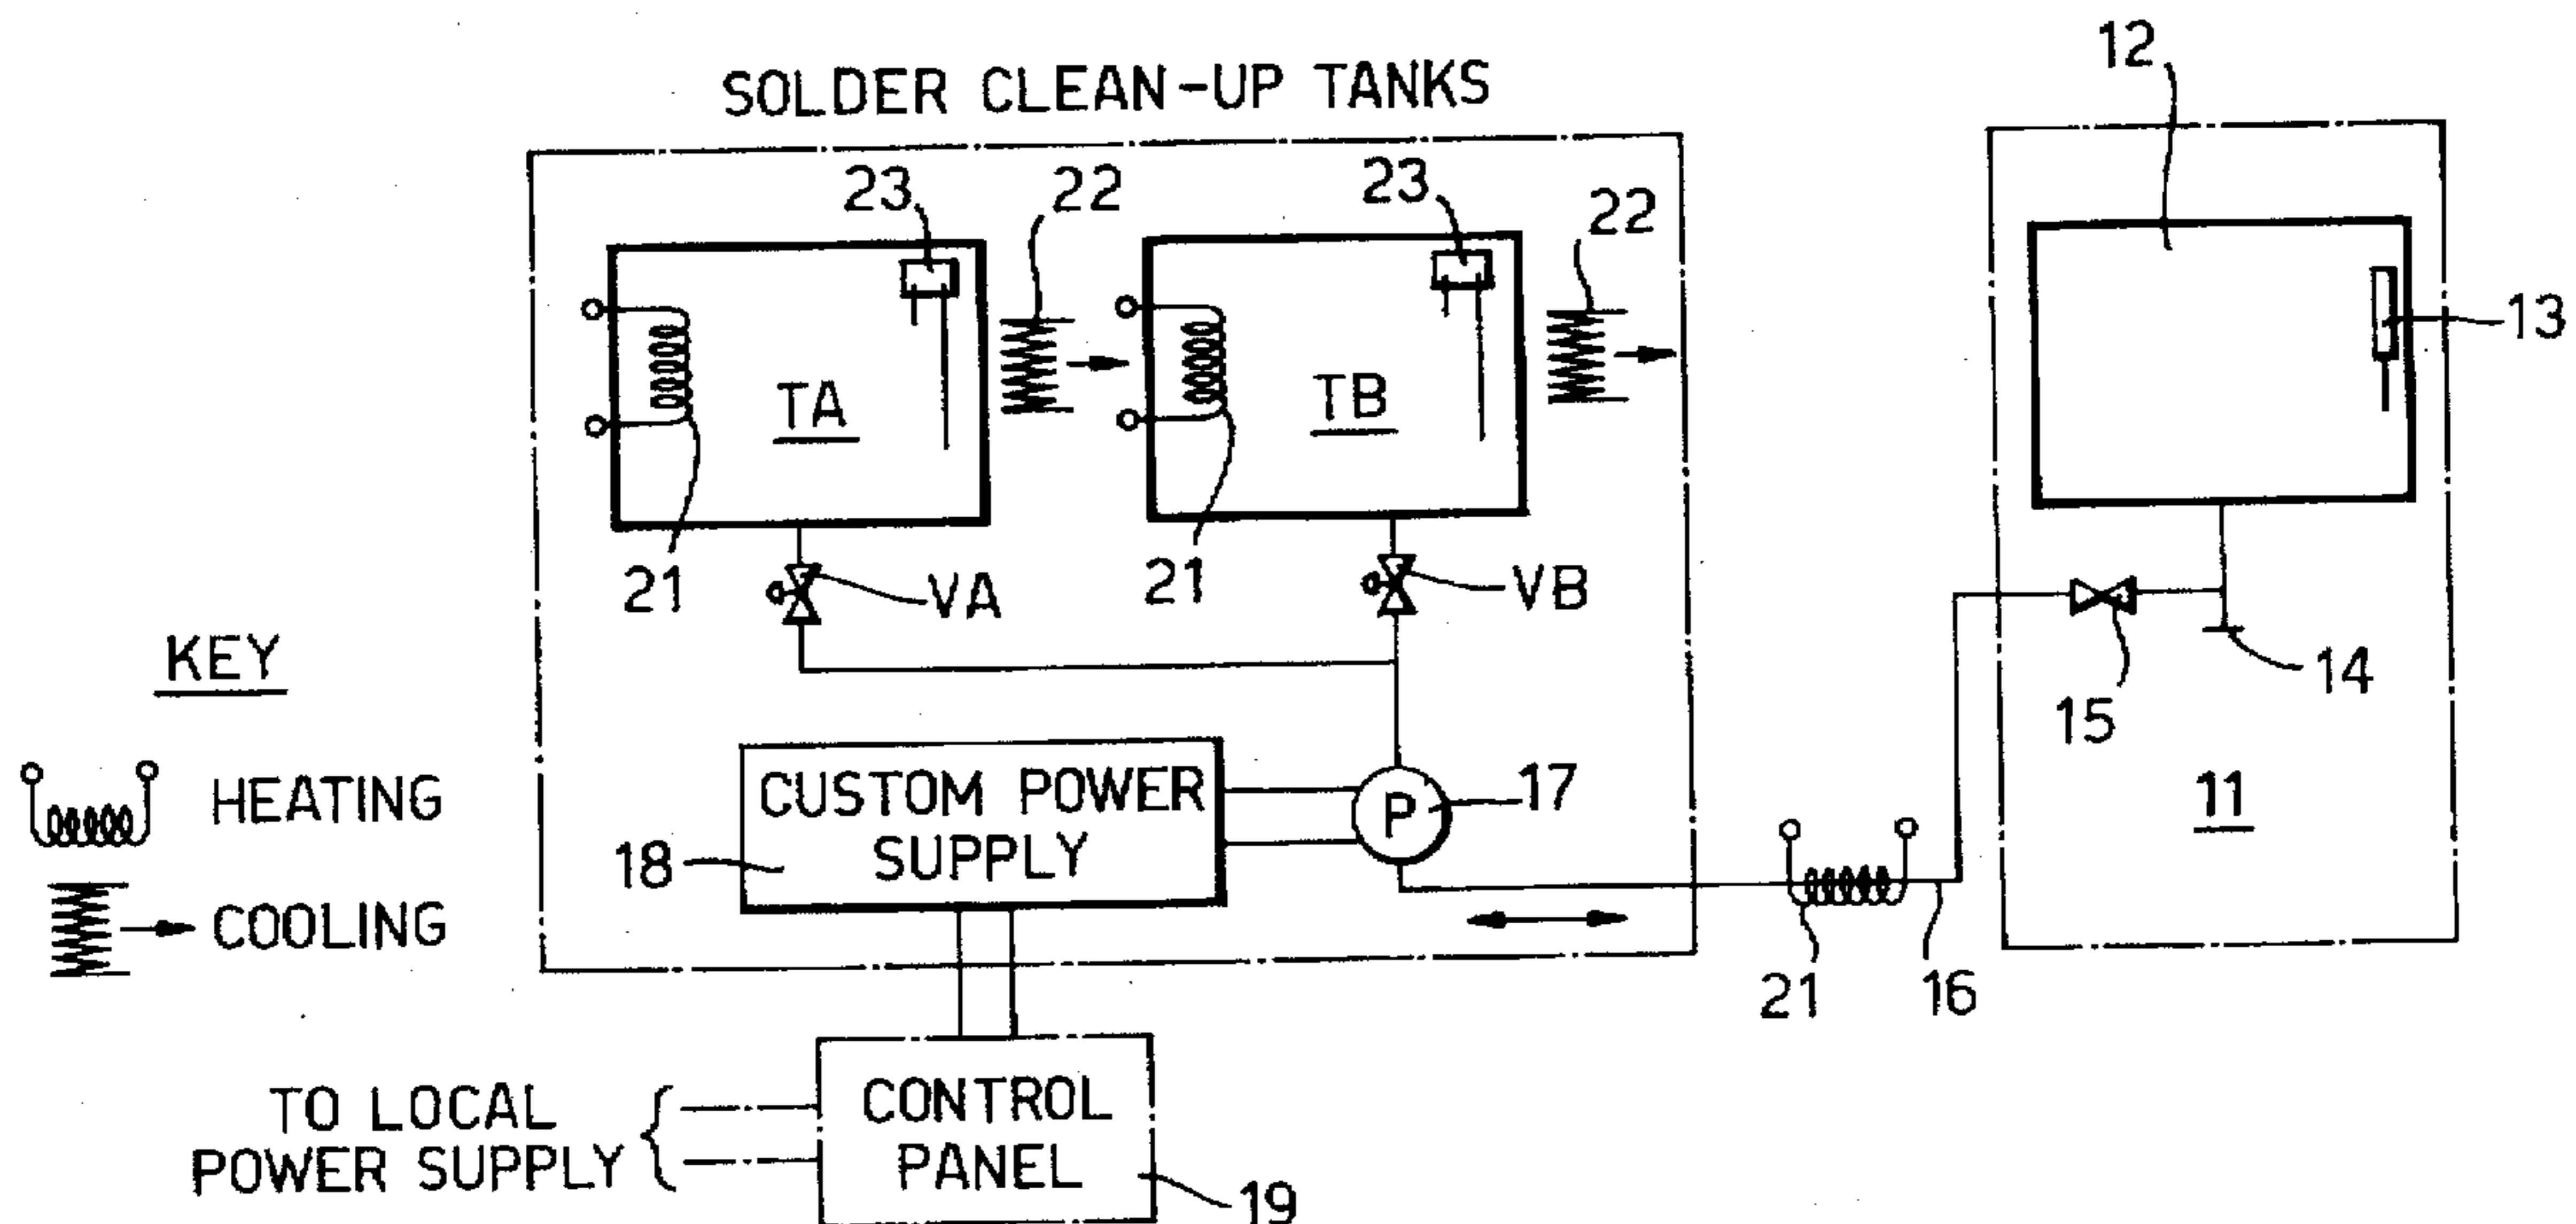 SOLDER CLEAN-UP TANKS
12
23
22
23
22
13
TA
TB
21
VA
21
VB
14
15
KEY
HEATING
COOLING
CUSTOM POWER
SUPPLY
18
P
17
11
21
16
TO LOCAL
POWER SUPPLY
CONTROL
PANEL
19